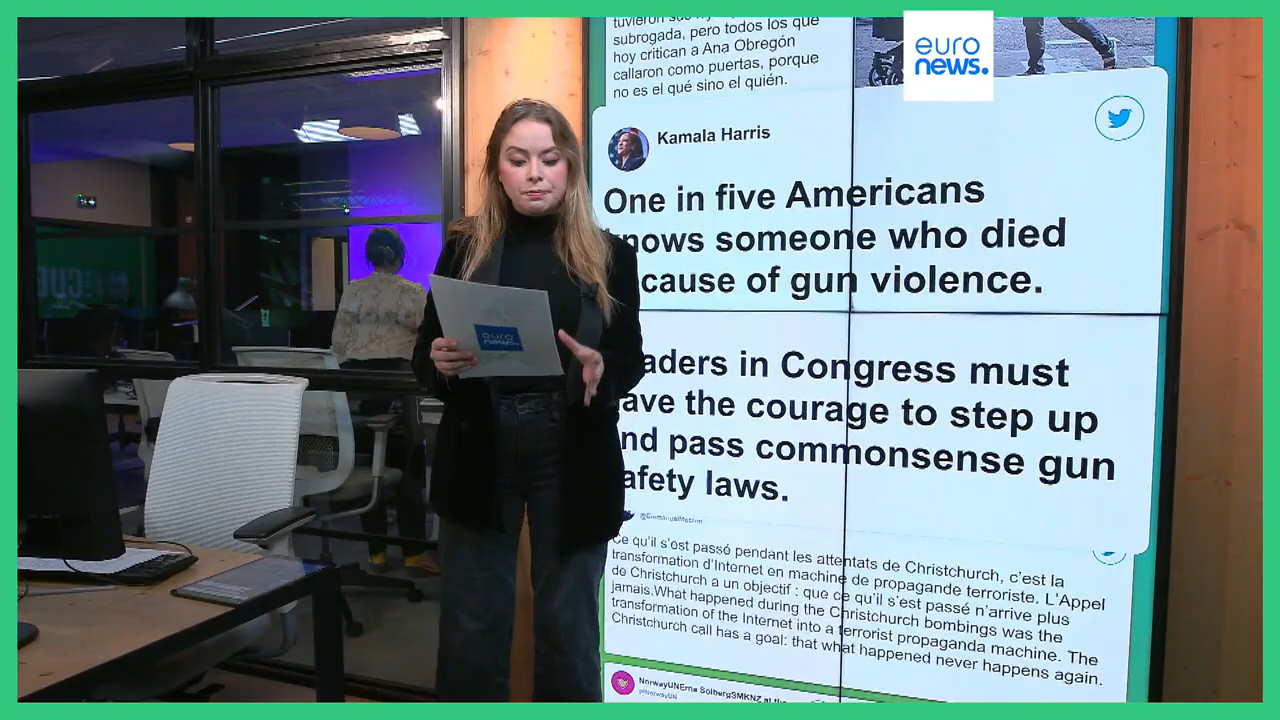 tuvieron
subrogada, pero todos los que
hoy critican a Ana Obregón
callaron como puertas, porque
no es el qué sino el quién.
euro
news.
Kamala Harris
One in five Americans
knows someone who died
because of gun violence.
Leaders in Congress must
have the courage to step up
and pass commonsense gun
safety laws.
euro
news.
@EmmanuelMacron
Ce qu'il s'est passé pendant les attentats de Christchurch, c'est la
transformation d'Internet en machine de propagande terroriste. L'Appel
de Christchurch a un objectif : que ce qu'il s'est passé n'arrive plus
jamais.What happened during the Christchurch bombings was the
transformation of the Internet into a terrorist propaganda machine. The
Christchurch call has a goal: that what happened never happens again.
NorwayUNErna SolbergSMKNZ at the
@NorwayUN